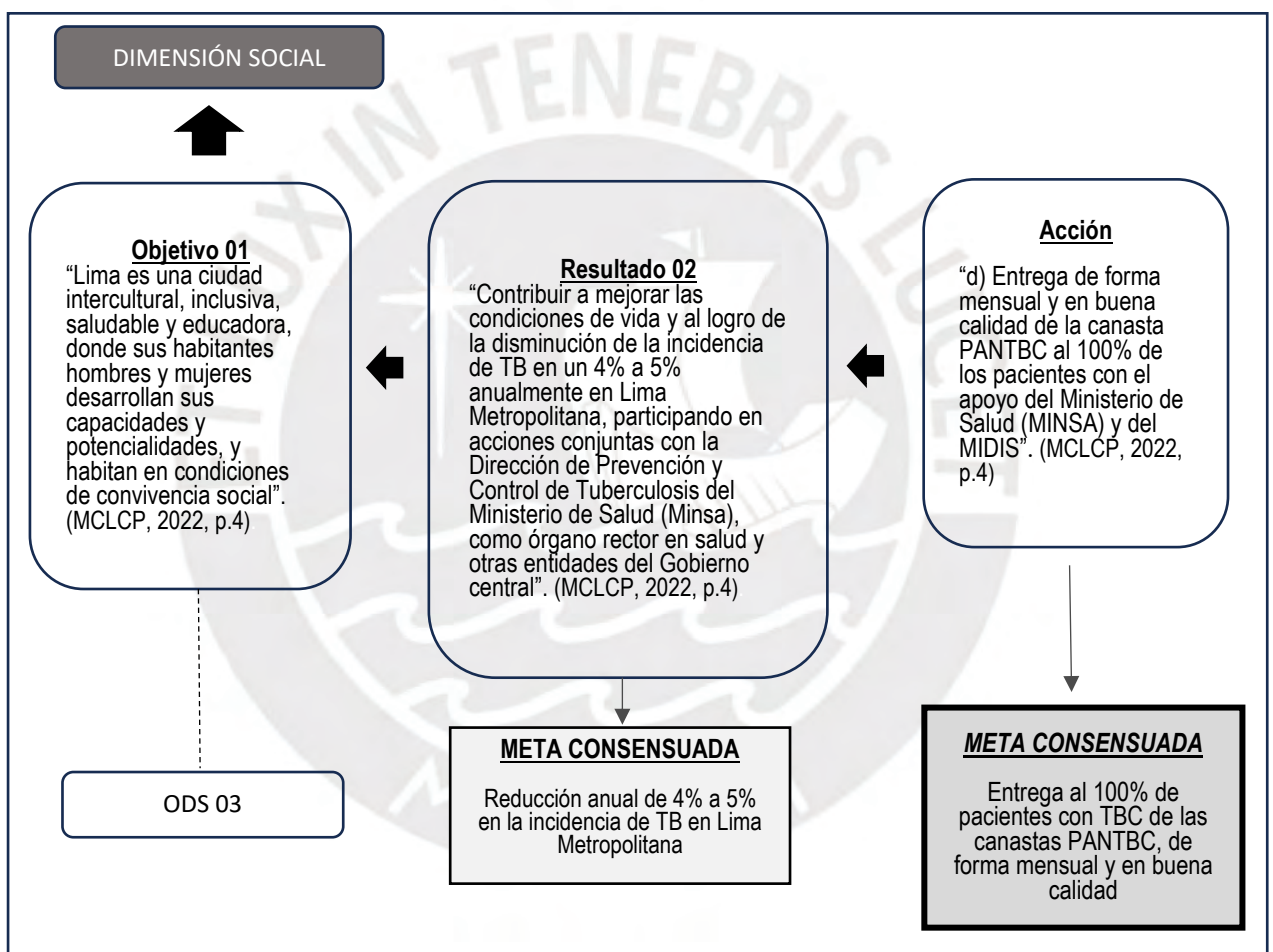 DIMENSIÓN SOCIAL
Objetivo 01
“Lima es una ciudad
intercultural, inclusiva,
saludable y educadora,
donde sus habitantes
hombres y mujeres
desarrollan sus
capacidades y
potencialidades, y
habitan en condiciones
de convivencia social”.
(MCLCP, 2022, p.4)
Resultado 02
“Contribuir a mejorar las
condiciones de vida y al logro de
la disminución de la incidencia
de TB en un 4% a 5%
anualmente en Lima
Metropolitana, participando en
acciones conjuntas con la
Dirección de Prevención y
Control de Tuberculosis del
Ministerio de Salud (Minsa),
como órgano rector en salud y
otras entidades del Gobierno
central”. (MCLCP, 2022, p.4)
Acción
“d) Entrega de forma
mensual y en buena
calidad de la canasta
PANTBC al 100% de
los pacientes con el
apoyo del Ministerio de
Salud (MINSA) y del
MIDIS”. (MCLCP, 2022,
p.4)
ODS 03
META CONSENSUADA
Reducción anual de 4% a 5%
en la incidencia de TB en Lima
Metropolitana
META CONSENSUADA
Entrega al 100% de
pacientes con TBC de las
canastas PANTBC, de
forma mensual y en buena
calidad
ET LUX IN TENEBRIS LUCET